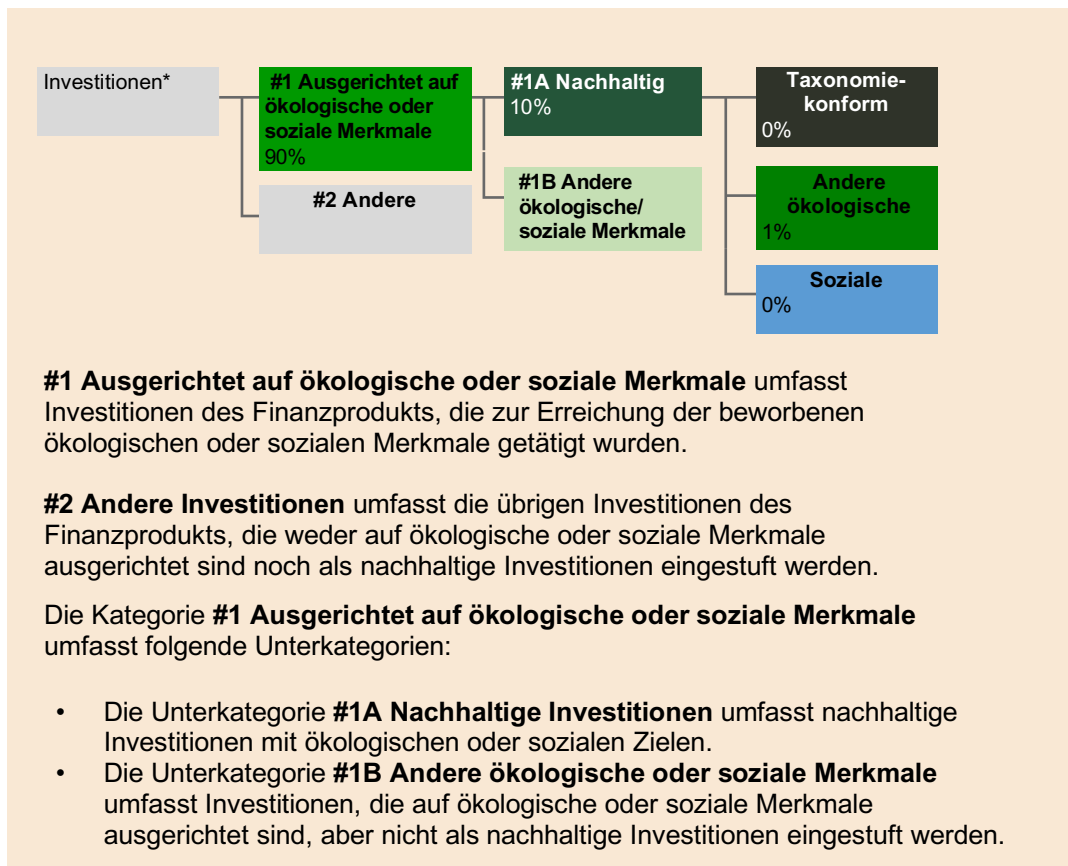 Investitionen*
#1 Ausgerichtet auf
ökologische oder
soziale Merkmale
90%
#2 Andere
#1A Nachhaltig
10%
#1B Andere
ökologische/
soziale Merkmale
Taxonomie-
konform
0%
Andere
ökologische
1%
Soziale
0%
#1 Ausgerichtet auf ökologische oder soziale Merkmale umfasst
Investitionen des Finanzprodukts, die zur Erreichung der beworbenen
ökologischen oder sozialen Merkmale getätigt wurden.
#2 Andere Investitionen umfasst die übrigen Investitionen des
Finanzprodukts, die weder auf ökologische oder soziale Merkmale
ausgerichtet sind noch als nachhaltige Investitionen eingestuft werden.
Die Kategorie #1 Ausgerichtet auf ökologische oder soziale Merkmale
umfasst folgende Unterkategorien:
• Die Unterkategorie #1A Nachhaltige Investitionen umfasst nachhaltige
Investitionen mit ökologischen oder sozialen Zielen.
• Die Unterkategorie #1B Andere ökologische oder soziale Merkmale
umfasst Investitionen, die auf ökologische oder soziale Merkmale
ausgerichtet sind, aber nicht als nachhaltige Investitionen eingestuft werden.